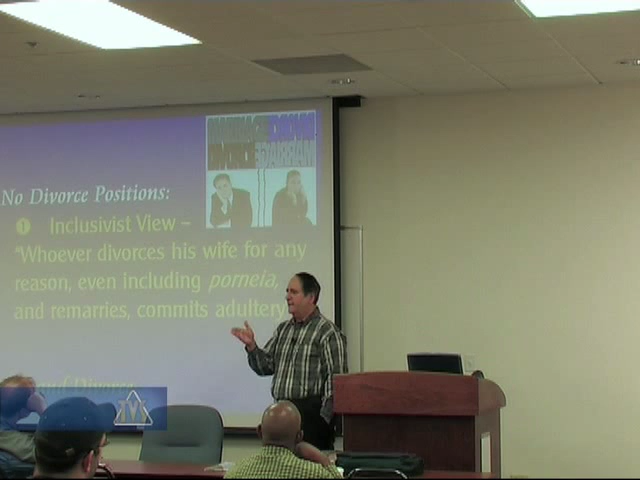 No Divorce Positions:
❶ Inclusivist View –
“Whoever divorces his wife for any
reason, even including porneia,
and remarries, commits adultery